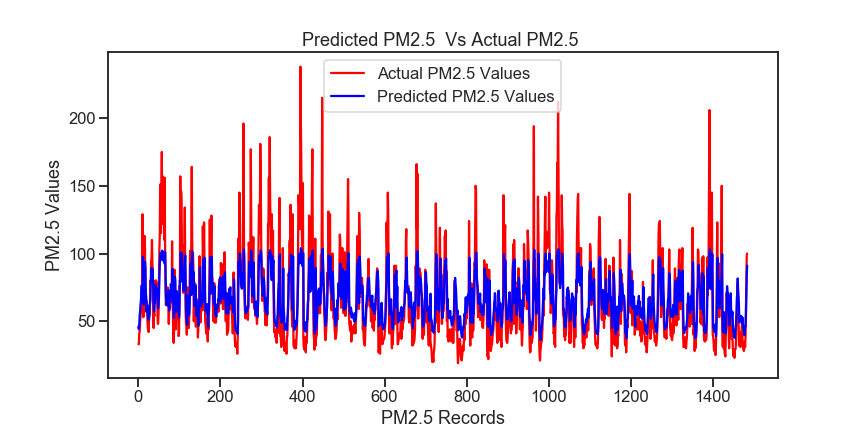 Predicted PM2.5  Vs Actual PM2.5
Actual PM2.5 Values
Predicted PM2.5 Values
PM2.5 Values
200
150
100
50
0 200 400 600 800 1000 1200 1400
PM2.5 Records